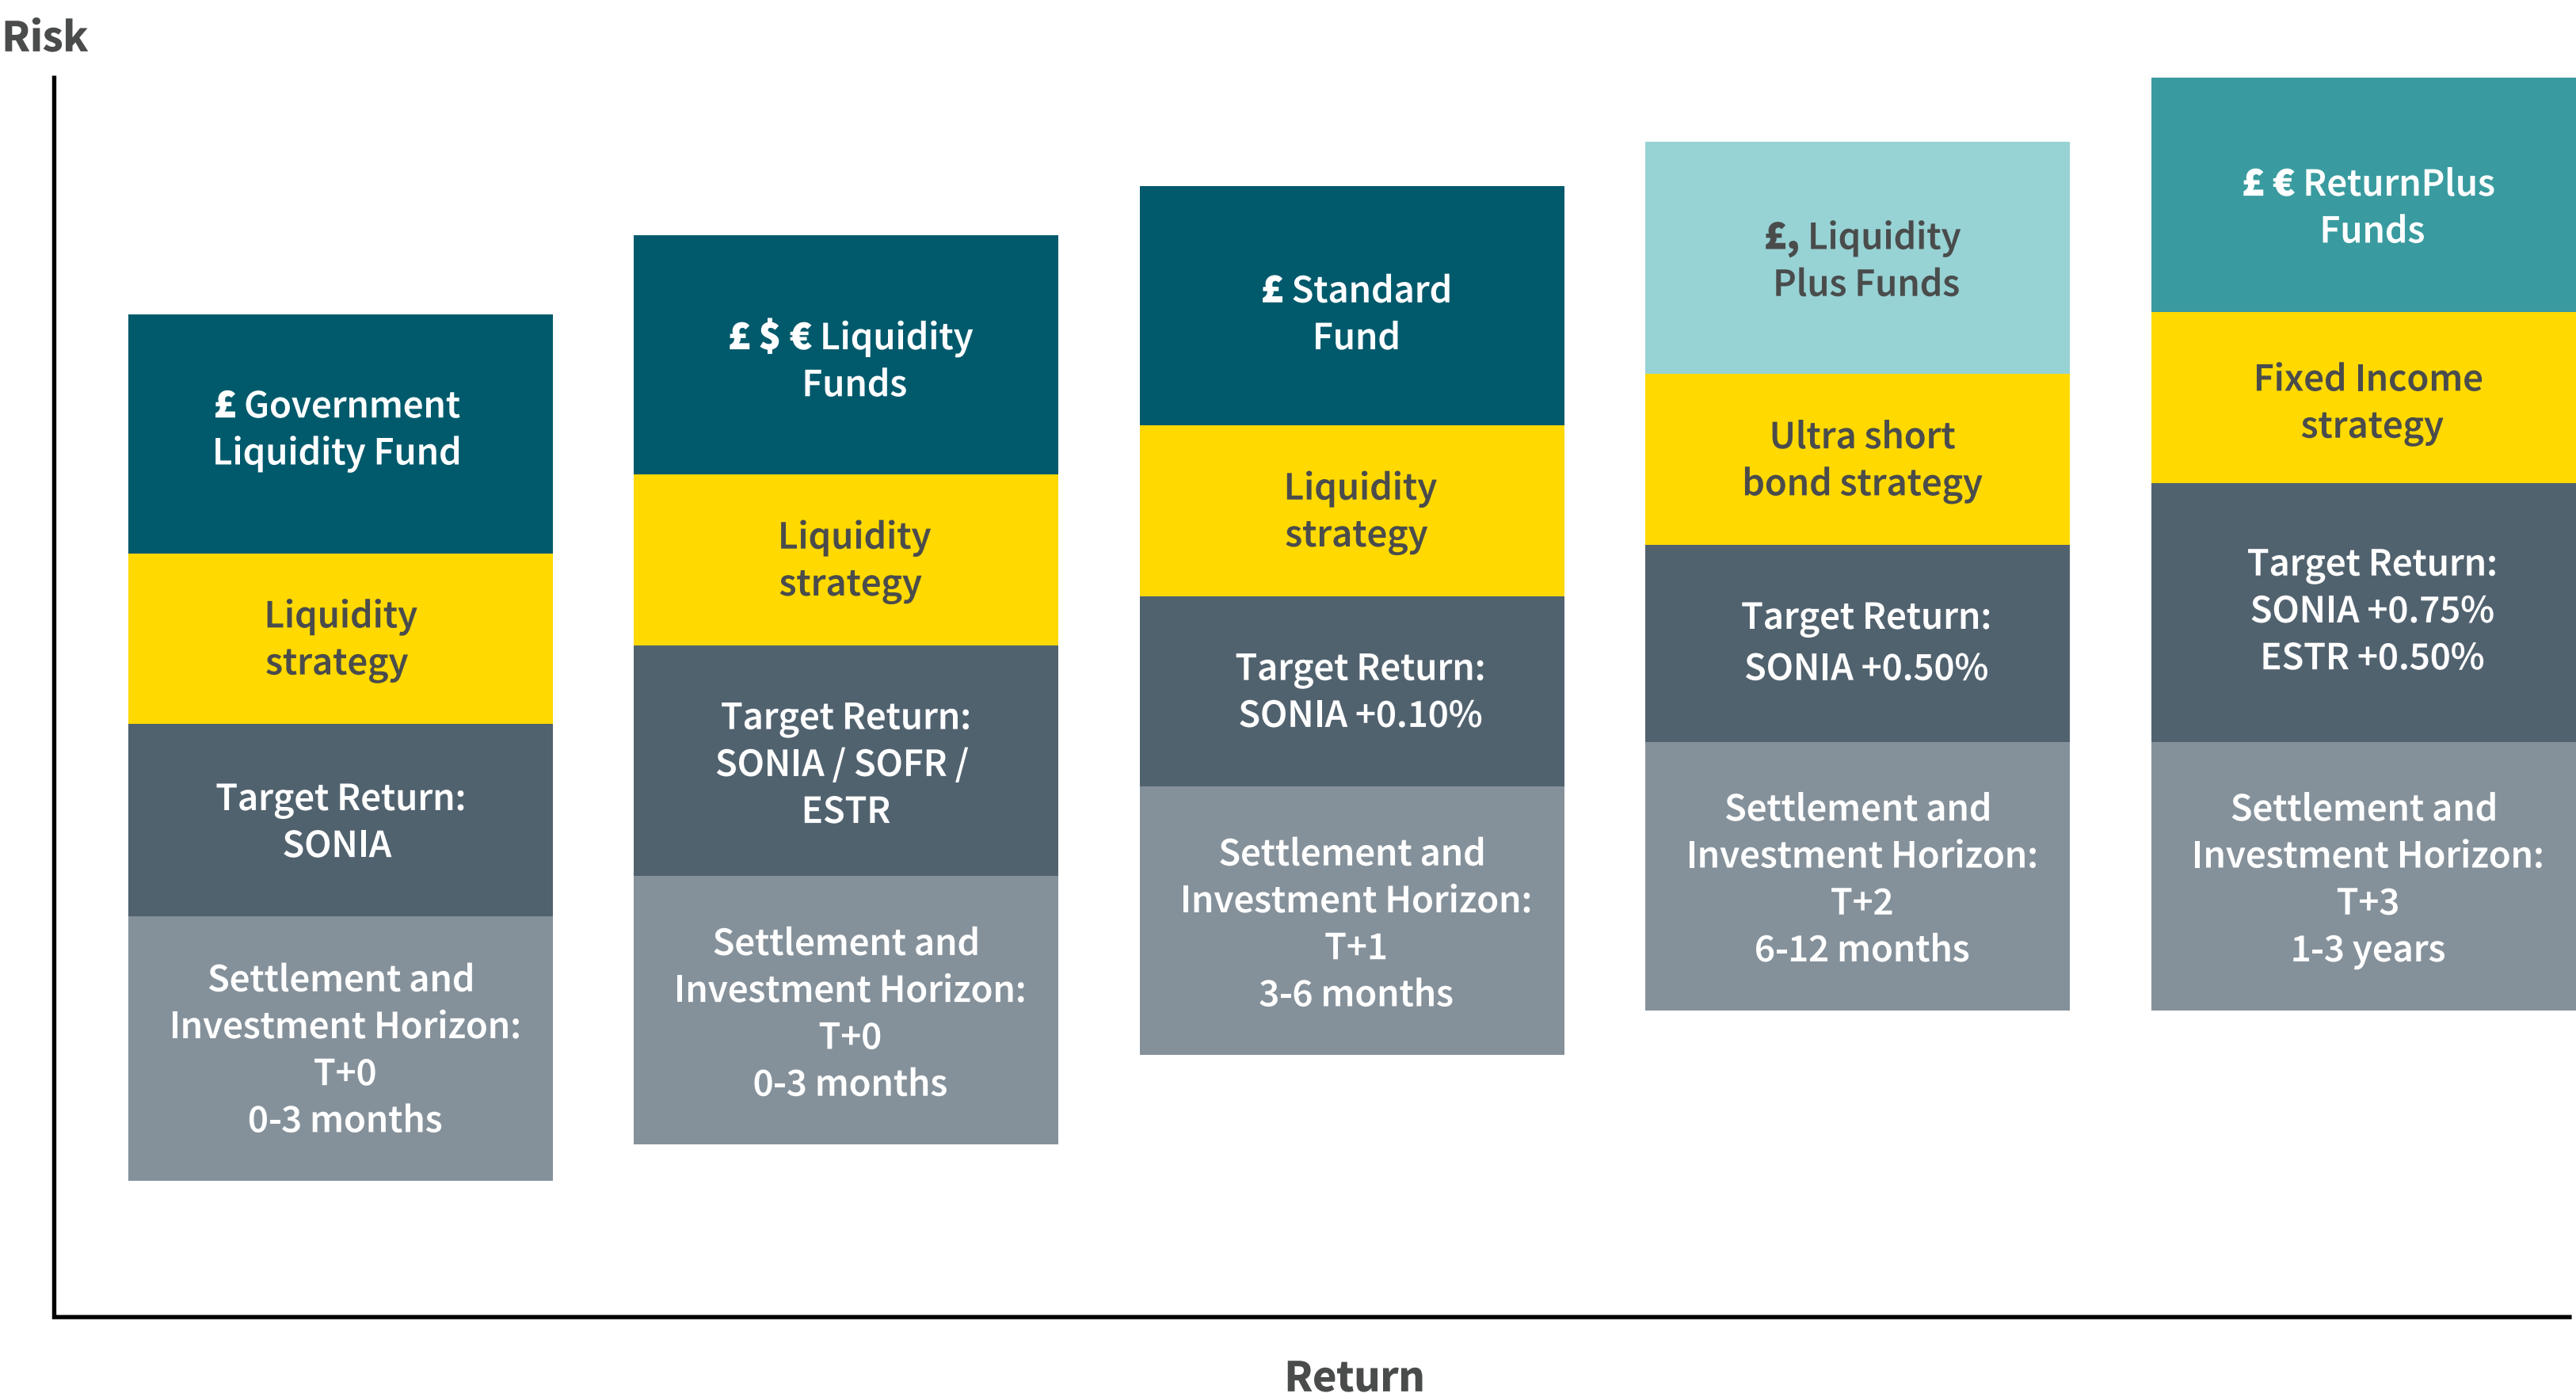 Risk
£ Government
Liquidity Fund
Liquidity
strategy
Target Return:
SONIA
Settlement and
Investment Horizon:
T+0
0-3 months
£ $ € Liquidity
Funds
Liquidity
strategy
Target Return:
SONIA / SOFR /
ESTR
Settlement and
Investment Horizon:
T+0
0-3 months
£ Standard
Fund
Liquidity
strategy
Target Return:
SONIA +0.10%
Settlement and
Investment Horizon:
T+1
3-6 months
£, Liquidity
Plus Funds
Ultra short
bond strategy
Target Return:
SONIA +0.50%
Settlement and
Investment Horizon:
T+2
6-12 months
£ € ReturnPlus
Funds
Fixed Income
strategy
Target Return:
SONIA +0.75%
ESTR +0.50%
Settlement and
Investment Horizon:
T+3
1-3 years
Return